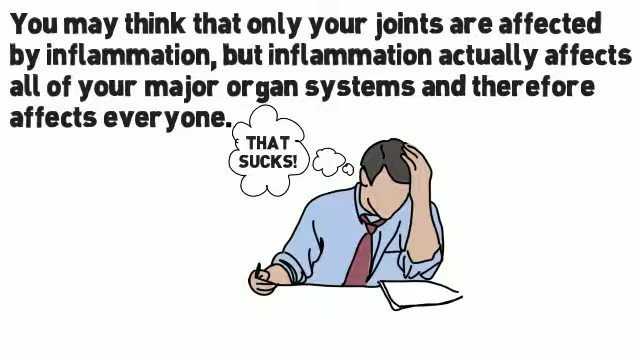 You may think that only your joints are affected
by inflammation, but inflammation actually affects
all of your major organ systems and therefore
affects everyone.
THAT
SUCKS!